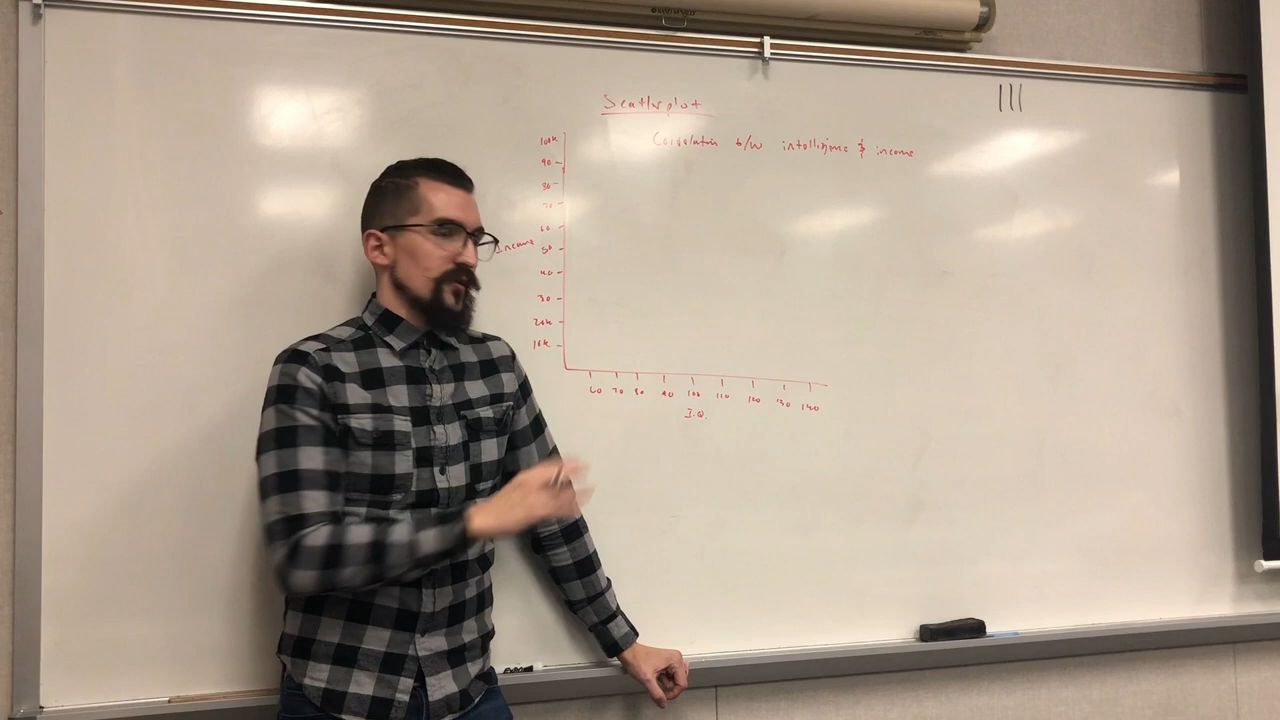 Scatterplot
Correlation b/w intelligence & income
100k
90
80
70
60
Income
50
40
30
20k
10k
60 70 80 90 100 110 120 130 140
I.Q.
EXPO